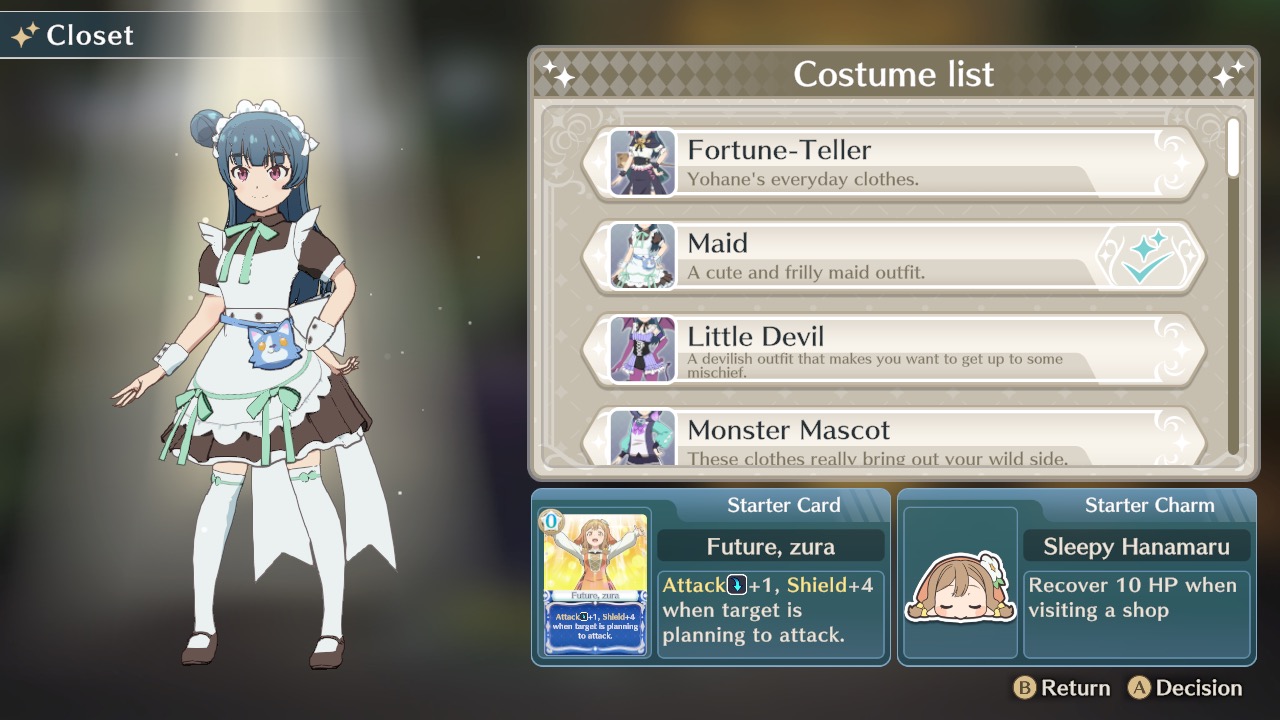 Closet
Costume list
Fortune-Teller
Yohane's everyday clothes.
Maid
A cute and frilly maid outfit.
Little Devil
A devilish outfit that makes you want to get up to some
mischief.
Monster Mascot
These clothes really bring out your wild side.
Starter Card
0
Future, zura
Attack+1, Shield+4
when target is planning
to attack.
Future, zura
Attack+1, Shield+4
when target is
planning to attack.
Starter Charm
Sleepy Hanamaru
Recover 10 HP when
visiting a shop
B Return A Decision